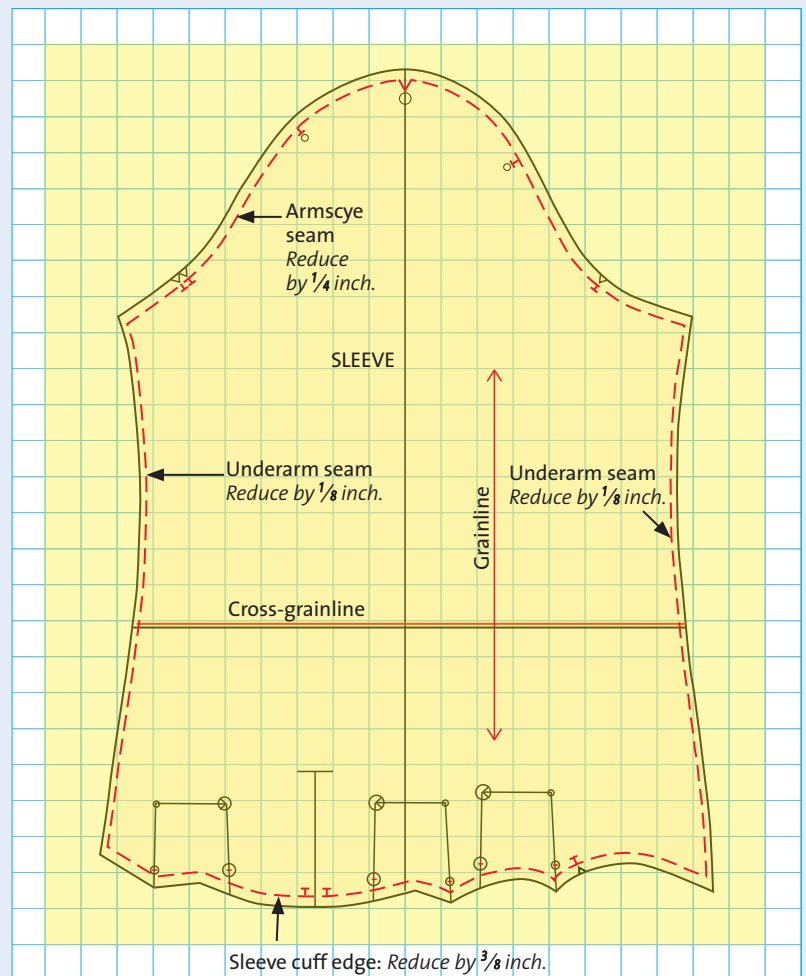 Armscye
seam
Reduce
by 1/4 inch.
SLEEVE
Underarm seam
Reduce by 1/8 inch.
Underarm seam
Reduce by 1/8 inch.
Grainline
Cross-grainline
Sleeve cuff edge: Reduce by 3/8 inch.